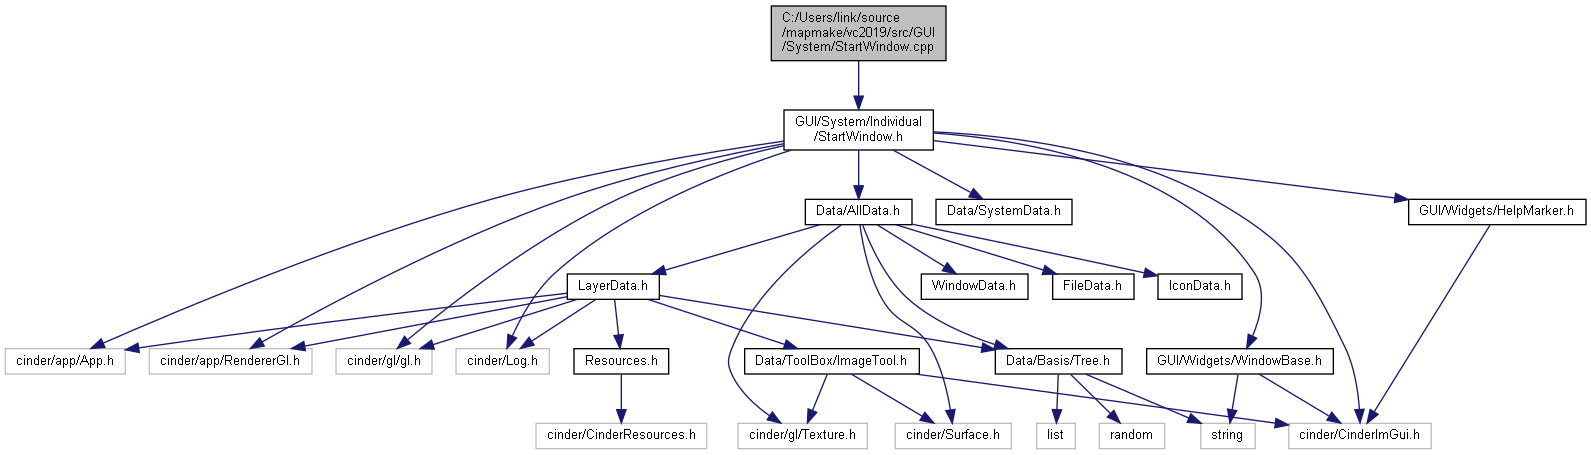 C:/Users/link/source
/mapmake/vc2019/src/GUI
/System/StartWindow.cpp
GUI/System/Individual
/StartWindow.h
Data/AllData.h
Data/SystemData.h
GUI/Widgets/HelpMarker.h
LayerData.h
WindowData.h
FileData.h
IconData.h
cinder/app/App.h
cinder/app/RendererGl.h
cinder/gl/gl.h
cinder/Log.h
Resources.h
Data/ToolBox/ImageTool.h
Data/Basis/Tree.h
GUI/Widgets/WindowBase.h
cinder/CinderResources.h
cinder/gl/Texture.h
cinder/Surface.h
list
random
string
cinder/CinderImGui.h